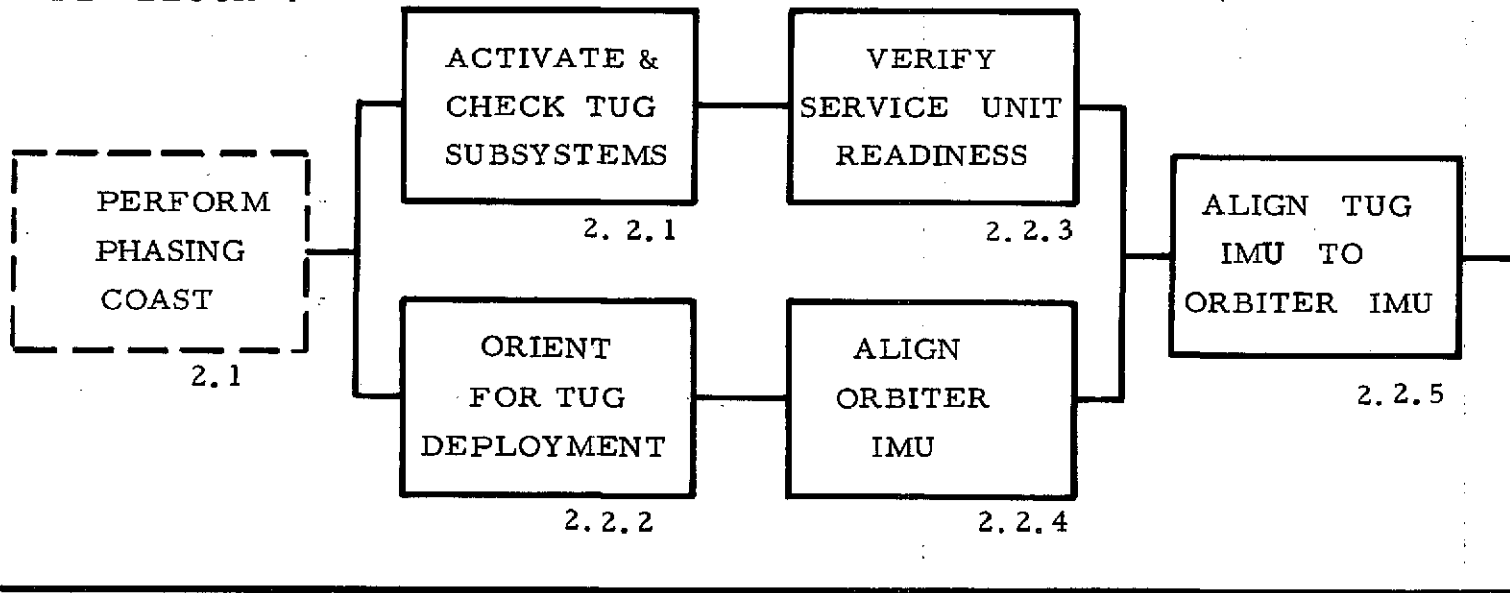 PERFORM
PHASING
COAST
2.1
ACTIVATE &
CHECK TUG
SUBSYSTEMS
2.2.1
VERIFY
SERVICE UNIT
READINESS
2.2.3
ORIENT
FOR TUG
DEPLOYMENT
2.2.2
ALIGN
ORBITER
IMU
2.2.4
ALIGN TUG
IMU TO
ORBITER IMU
2.2.5